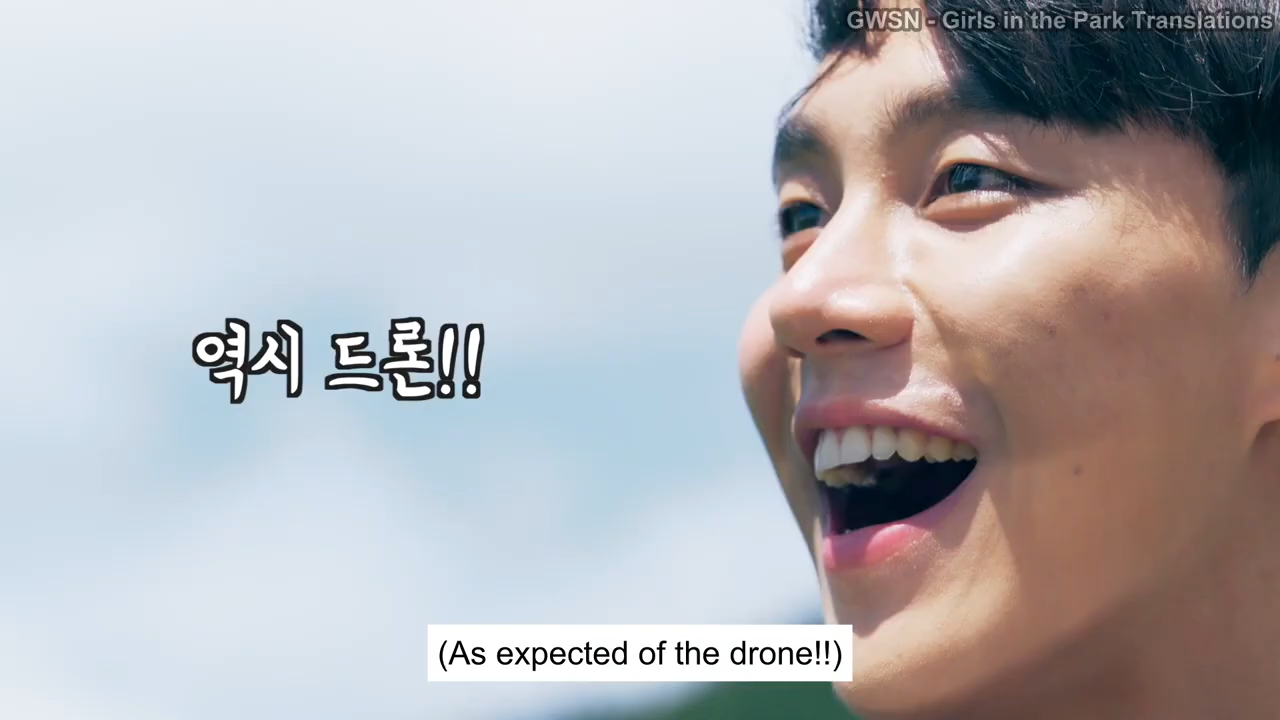 GWSN - Girls in the Park Translations
역시 드론!!
(As expected of the drone!!)